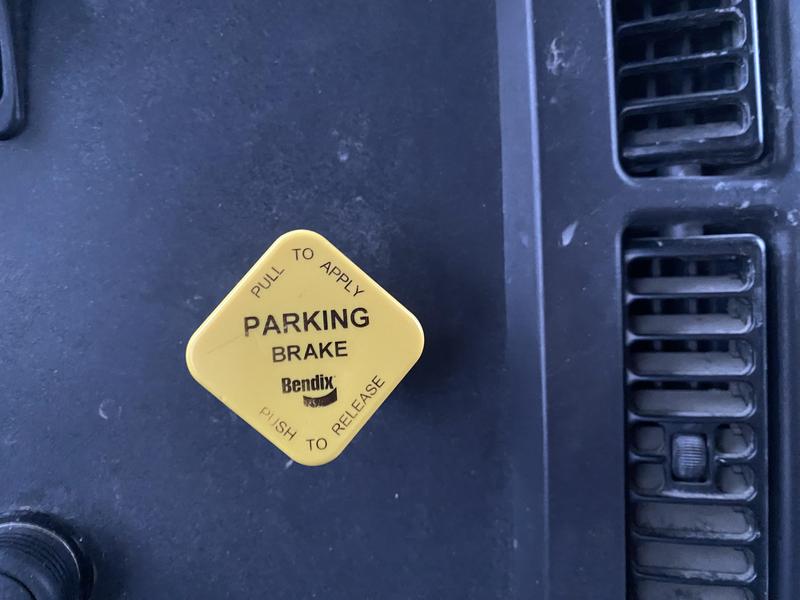 PULL TO APPLY
PARKING
BRAKE
Bendix
PUSH TO RELEASE